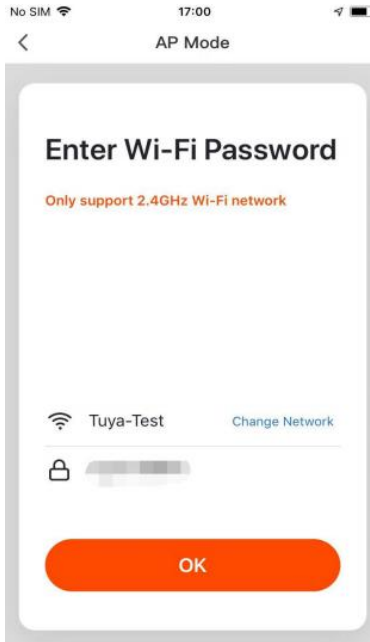 No SIM 17:00
AP Mode
Enter Wi-Fi Password
Only support 2.4GHz Wi-Fi network
Tuya-Test Change Network
OK